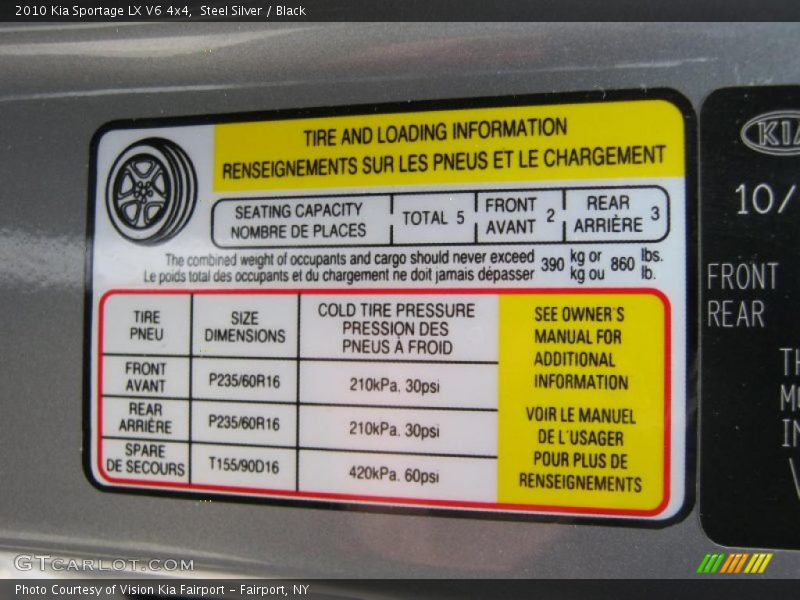 2010 Kia Sportage LX V6 4x4, Steel Silver / Black
TIRE AND LOADING INFORMATION
RENSEIGNEMENTS SUR LES PNEUS ET LE CHARGEMENT
SEATING CAPACITY
NOMBRE DE PLACES
TOTAL 5
FRONT
AVANT 2
REAR
ARRIÈRE 3
The combined weight of occupants and cargo should never exceed
Le poids total des occupants et du chargement ne doit jamais dépasser
390 kg or
kg ou
860 lbs.
lb.
TIRE
PNEU
SIZE
DIMENSIONS
COLD TIRE PRESSURE
PRESSION DES
PNEUS À FROID
FRONT
AVANT
P235/60R16
210kPa. 30psi
REAR
ARRIÈRE
P235/60R16
210kPa. 30psi
SPARE
DE SECOURS
T155/90D16
420kPa. 60psi
SEE OWNER'S
MANUAL FOR
ADDITIONAL
INFORMATION
VOIR LE MANUEL
DE L'USAGER
POUR PLUS DE
RENSEIGNEMENTS
KIA
10/
FRONT
REAR
GTCARLOT.COM
Photo Courtesy of Vision Kia Fairport - Fairport, NY